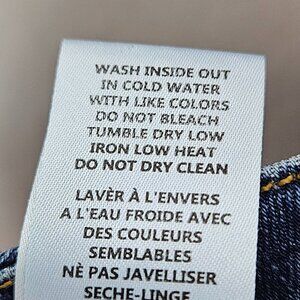 WASH INSIDE OUT
IN COLD WATER
WITH LIKE COLORS
DO NOT BLEACH
TUMBLE DRY LOW
IRON LOW HEAT
DO NOT DRY CLEAN
LAVÈR À L'ENVERS
A L'EAU FROIDE AVEC
DES COULEURS
SEMBLABLES
NÈ PAS JAVELLISER
SECHE-LINGE